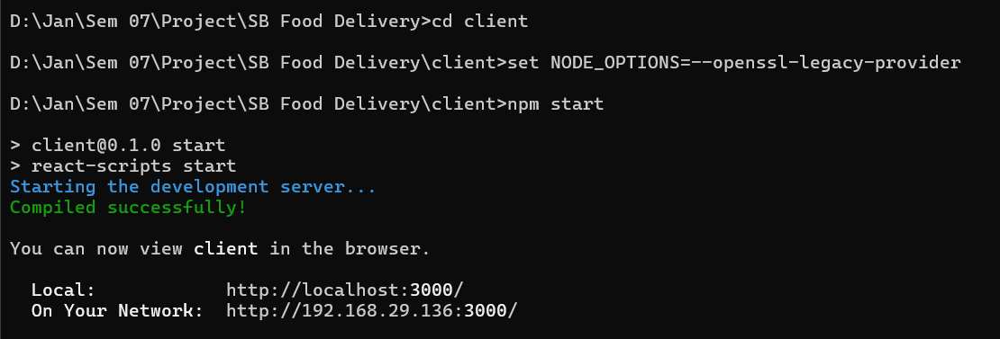 D:\Jan\Sem 07\Project\SB Food Delivery>cd client
D:\Jan\Sem 07\Project\SB Food Delivery\client>set NODE_OPTIONS=--openssl-legacy-provider
D:\Jan\Sem 07\Project\SB Food Delivery\client>npm start
> client@0.1.0 start
> react-scripts start
Starting the development server...
Compiled successfully!
You can now view client in the browser.
Local: http://localhost:3000/
On Your Network: http://192.168.29.136:3000/